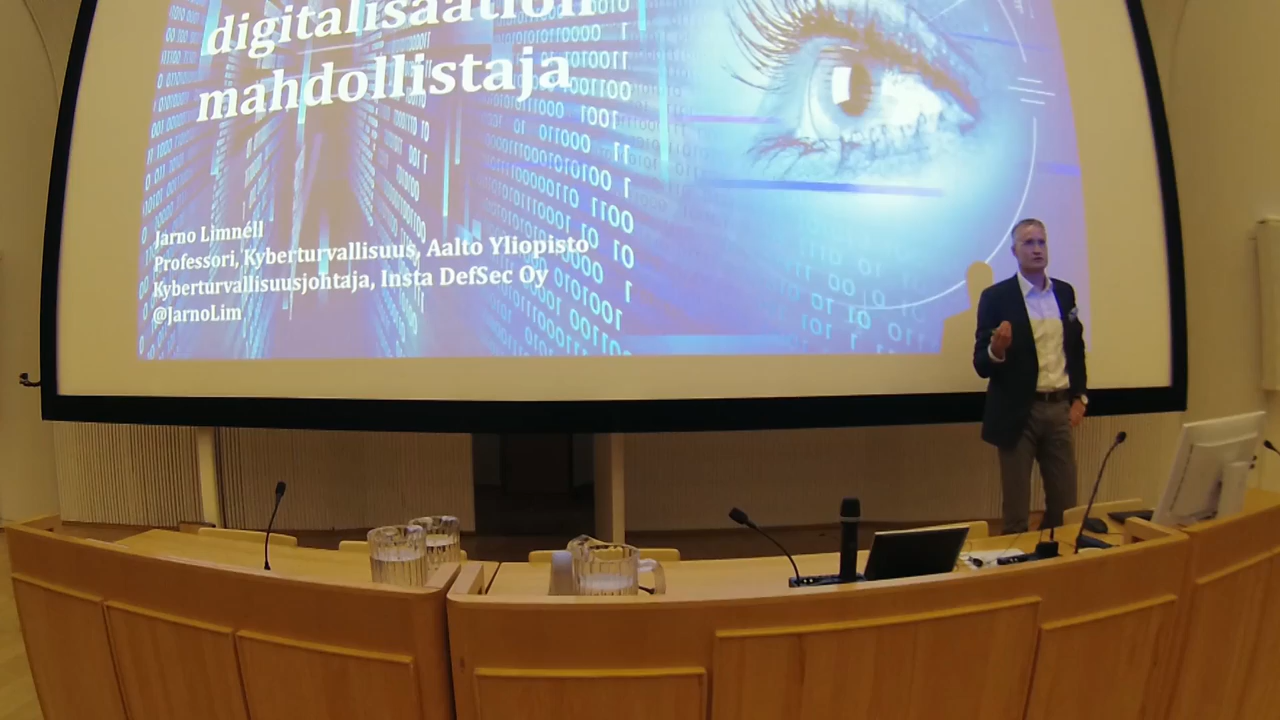 digitalisaation
mahdollistaja
Jarno Limnéll
Professori, Kyberturvallisuus, Aalto Yliopisto
Kyberturvallisuusjohtaja, Insta DefSec Oy
@JarnoLim